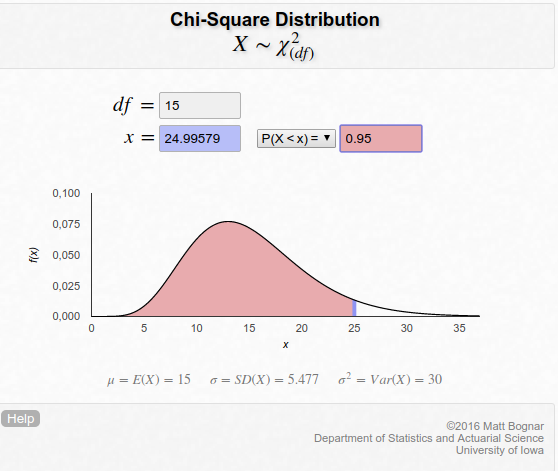 Chi-Square Distribution
X ∼ χ²(df)
df = 15
x = 24.99579 P(X < x) = ▼ 0.95
0,100
0,075
0,050
0,025
0,000
f(x)
0 5 10 15 20 25 30 35
x
μ = E(X) = 15 σ = SD(X) = 5.477 σ² = Var(X) = 30
Help
©2016 Matt Bognar
Department of Statistics and Actuarial Science
University of Iowa